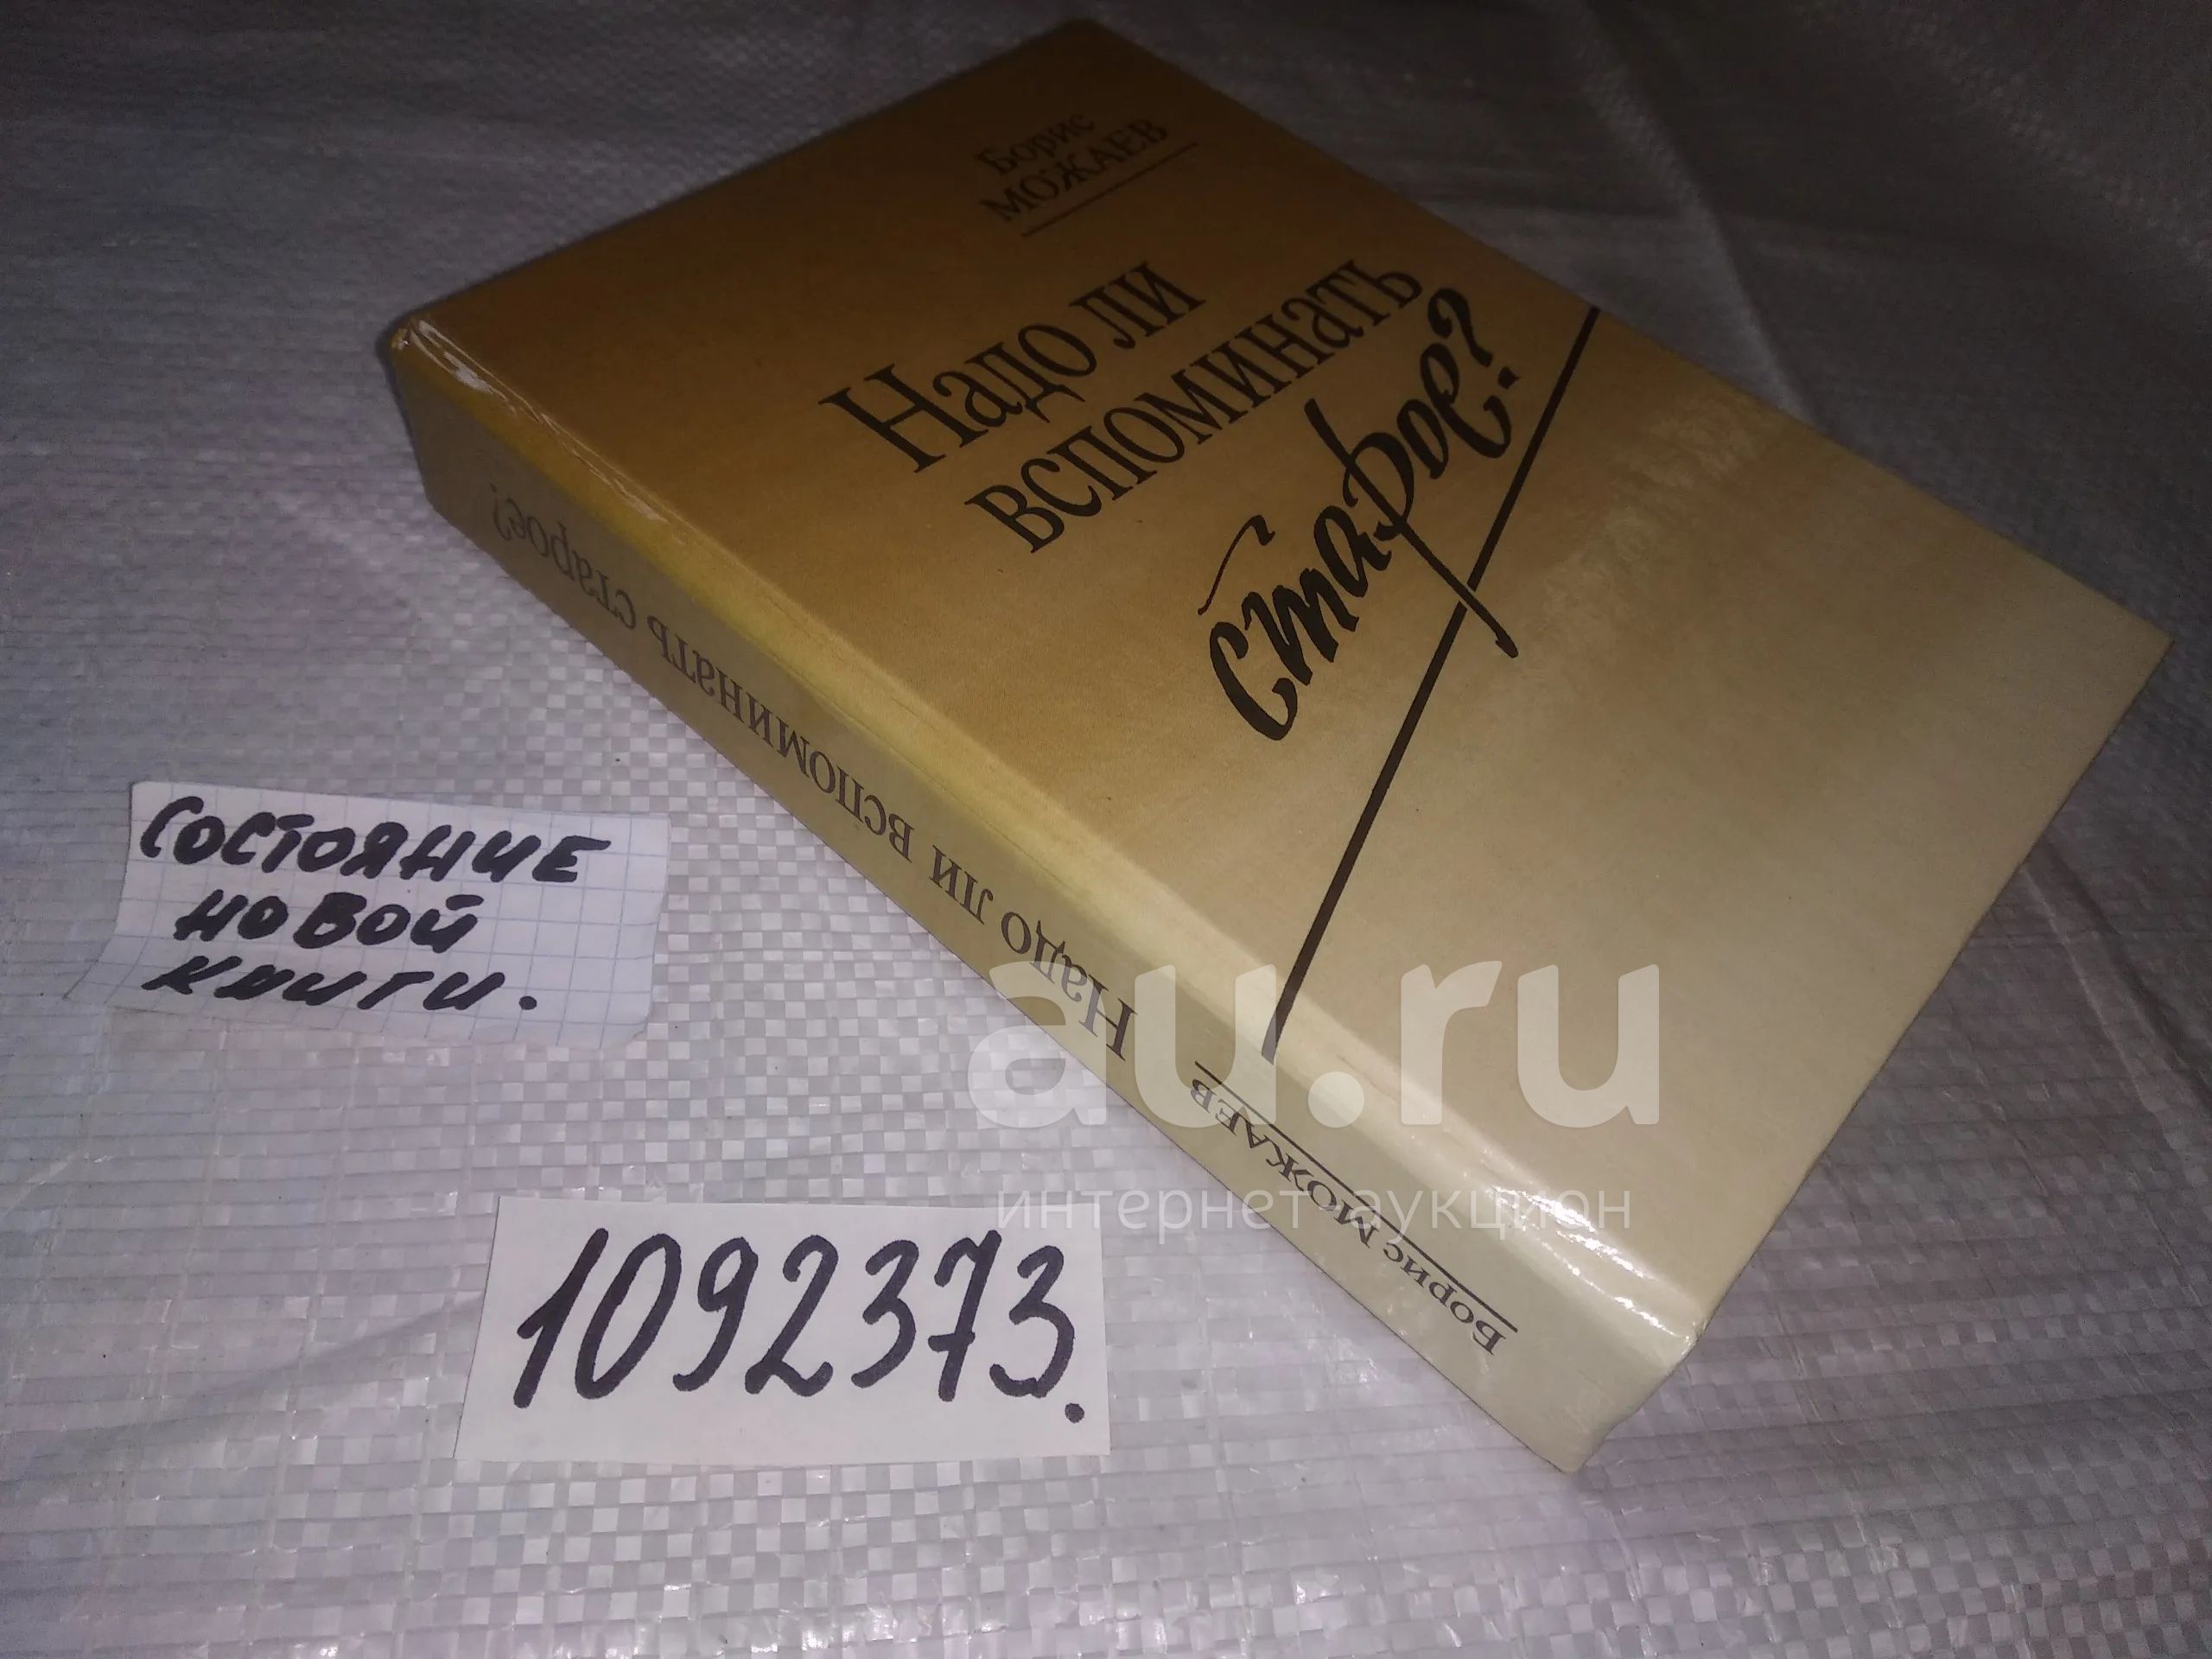 Борис
МОЖАЕВ
Надо ли
вспоминать
старое?
Борис МОЖАЕВ
Надо ли вспоминать старое?
Состояние
новой
книги.
1092373.
au.ru
интернет-аукцион